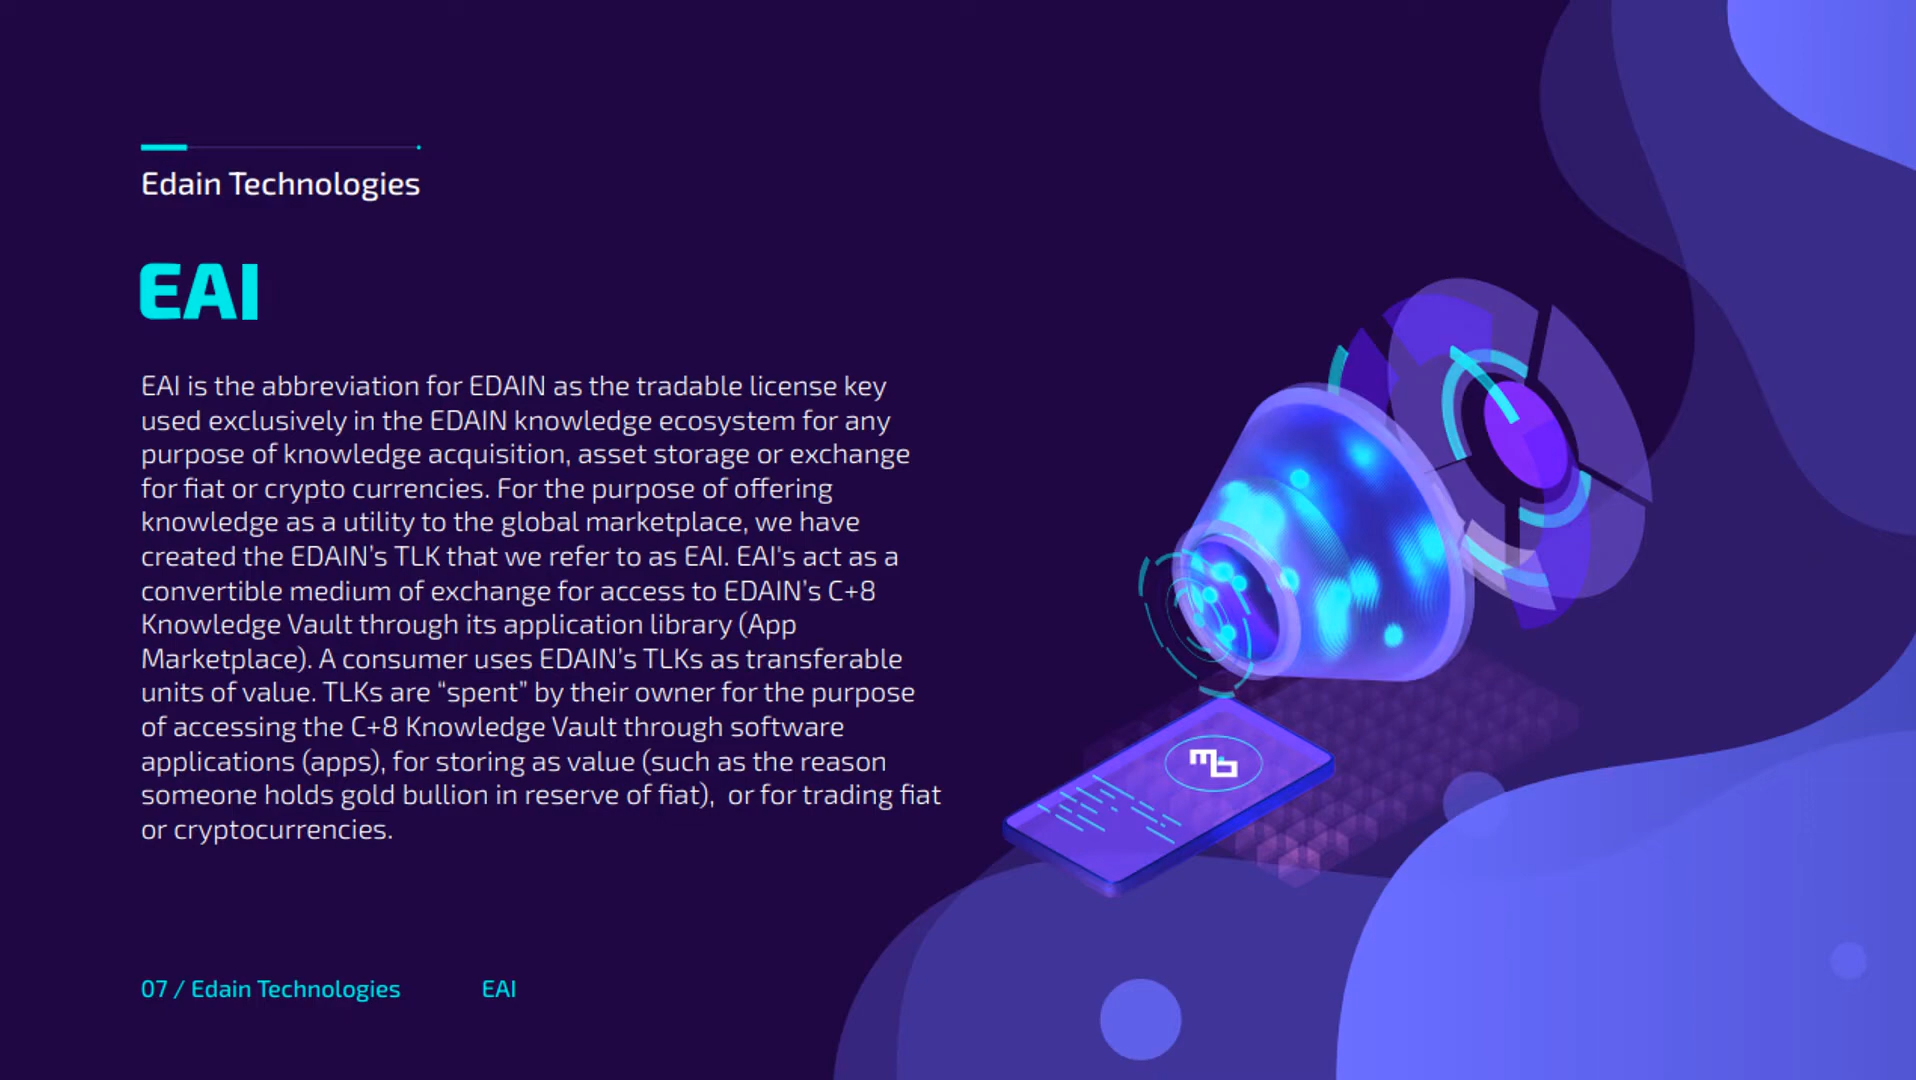 Edain Technologies
EAI
EAI is the abbreviation for EDAIN as the tradable license key
used exclusively in the EDAIN knowledge ecosystem for any
purpose of knowledge acquisition, asset storage or exchange
for fiat or crypto currencies. For the purpose of offering
knowledge as a utility to the global marketplace, we have
created the EDAIN’s TLK that we refer to as EAI. EAI's act as a
convertible medium of exchange for access to EDAIN’s C+8
Knowledge Vault through its application library (App
Marketplace). A consumer uses EDAIN’s TLKs as transferable
units of value. TLKs are “spent” by their owner for the purpose
of accessing the C+8 Knowledge Vault through software
applications (apps), for storing as value (such as the reason
someone holds gold bullion in reserve of fiat),  or for trading fiat
or cryptocurrencies.
mb
07 / Edain Technologies EAI